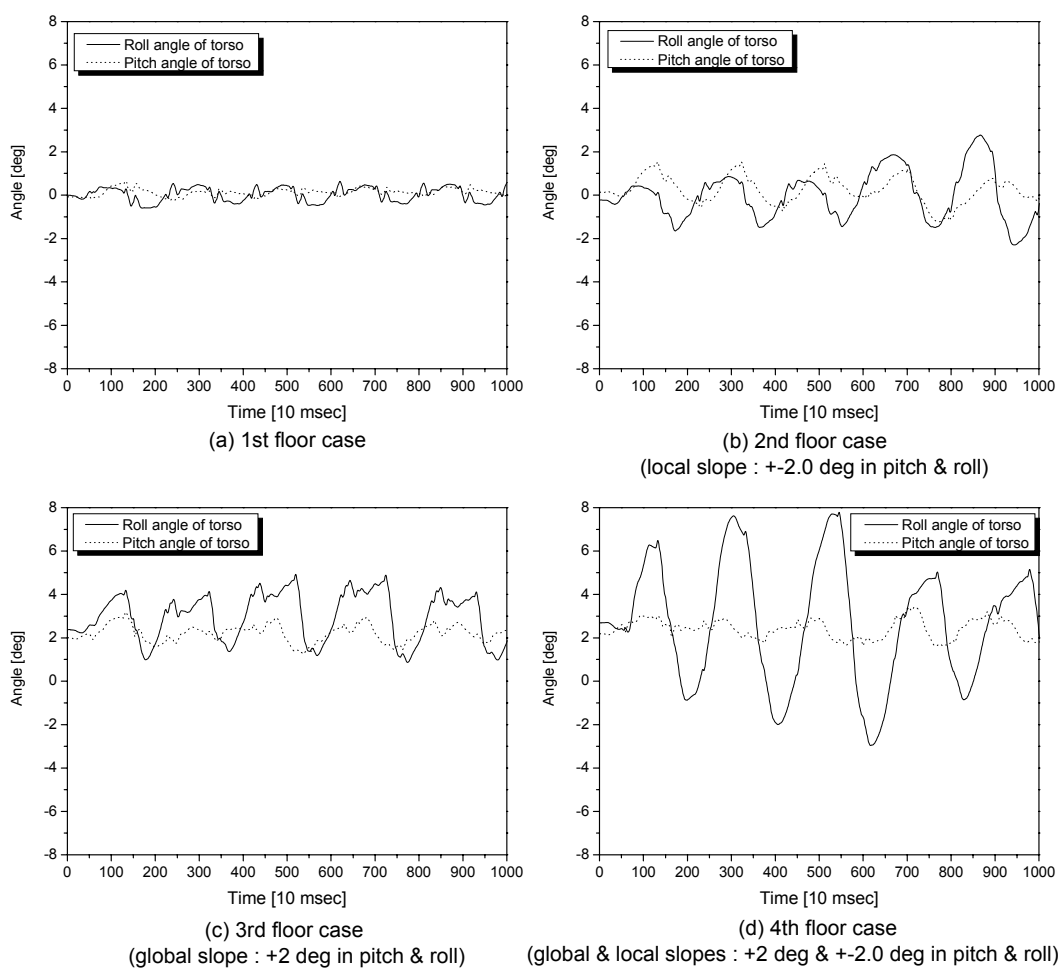 8
6
4
2
0
-2
-4
-6
-8
Angle [deg]
Roll angle of torso
Pitch angle of torso
0 100 200 300 400 500 600 700 800 900 1000
Time [10 msec]
(a) 1st floor case
8
6
4
2
0
-2
-4
-6
-8
Angle [deg]
Roll angle of torso
Pitch angle of torso
0 100 200 300 400 500 600 700 800 900 1000
Time [10 msec]
(b) 2nd floor case
(local slope : +-2.0 deg in pitch & roll)
8
6
4
2
0
-2
-4
-6
-8
Angle [deg]
Roll angle of torso
Pitch angle of torso
0 100 200 300 400 500 600 700 800 900 1000
Time [10 msec]
(c) 3rd floor case
(global slope : +2 deg in pitch & roll)
8
6
4
2
0
-2
-4
-6
-8
Angle [deg]
Roll angle of torso
Pitch angle of torso
0 100 200 300 400 500 600 700 800 900 1000
Time [10 msec]
(d) 4th floor case
(global & local slopes : +2 deg & +-2.0 deg in pitch & roll)